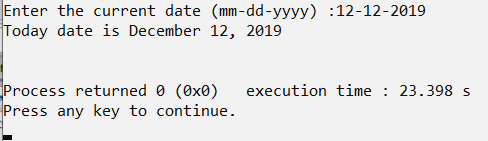 Enter the current date (mm-dd-yyyy) :12-12-2019
Today date is December 12, 2019
Process returned 0 (0x0)   execution time : 23.398 s
Press any key to continue.